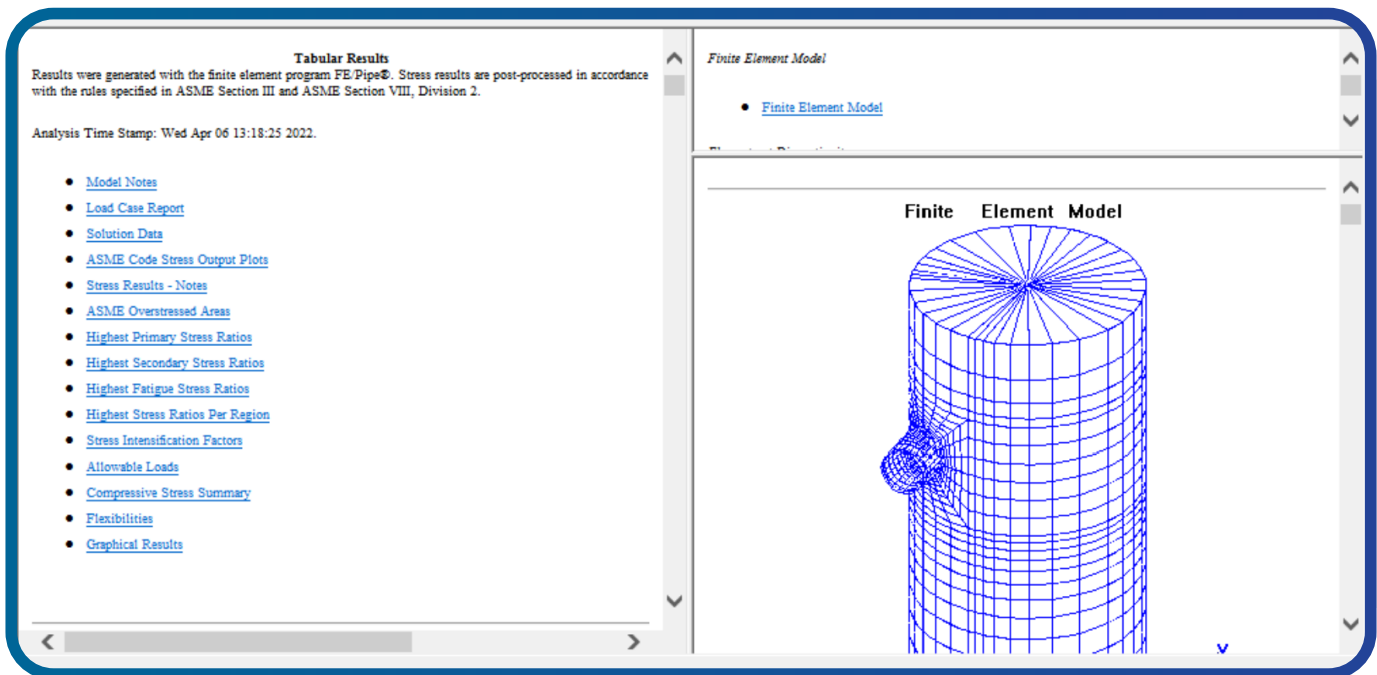 Tabular Results
Results were generated with the finite element program FE/Pipe®. Stress results are post-processed in accordance
with the rules specified in ASME Section III and ASME Section VIII, Division 2.
Analysis Time Stamp: Wed Apr 06 13:18:25 2022.
Model Notes
Load Case Report
Solution Data
ASME Code Stress Output Plots
Stress Results - Notes
ASME Overstressed Areas
Highest Primary Stress Ratios
Highest Secondary Stress Ratios
Highest Fatigue Stress Ratios
Highest Stress Ratios Per Region
Stress Intensification Factors
Allowable Loads
Compressive Stress Summary
Flexibilities
Graphical Results
Finite Element Model
Finite Element Model
Finite Element Model